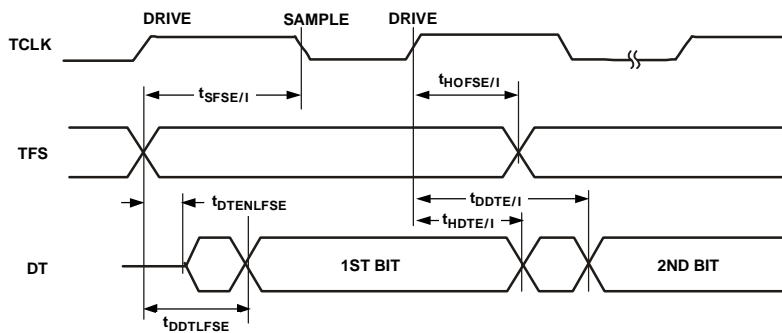 DRIVE SAMPLE DRIVE
TCLK
tSFSE/I
tHOFSE/I
TFS
tDDTE/I
tDTENLFSE
tHDTE/I
DT
1ST BIT
2ND BIT
tDDTLFSE